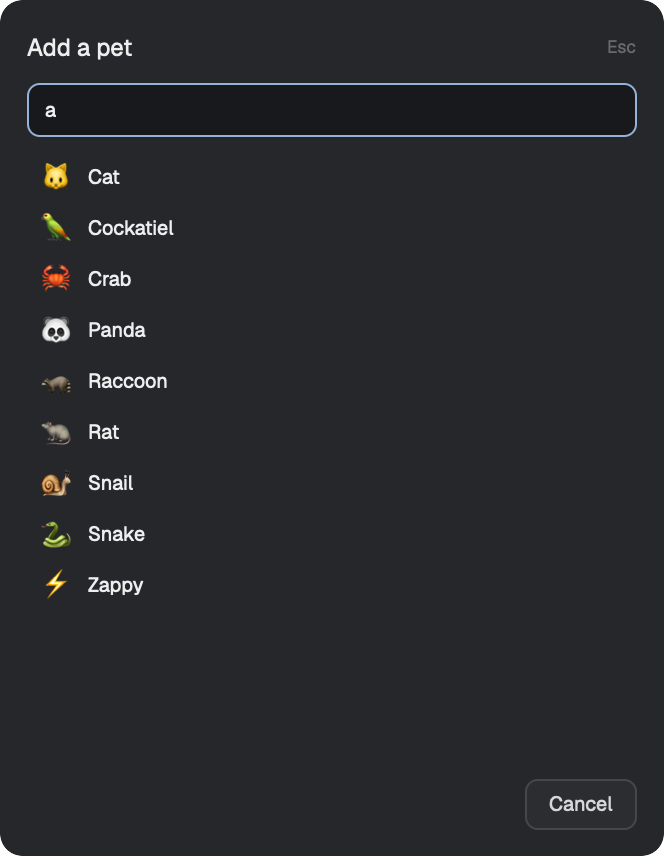 Add a pet
Esc
a
Cat
Cockatiel
Crab
Panda
Raccoon
Rat
Snail
Snake
Zappy
Cancel